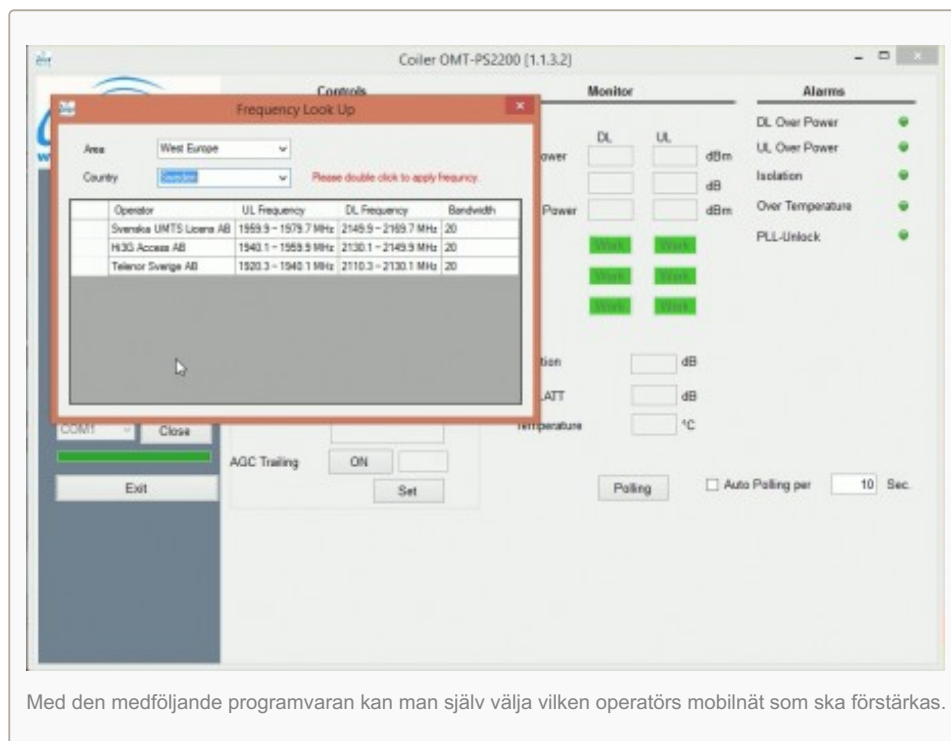 Coiler OMT-PS2200 [1.1.3.2]
Controls
Monitor
Alarms
Frequency Look Up
Area
West Europe
Country
Sweden
Please double click to apply frequncy.
Operator UL Frequency DL Frequency Bandwidth
Svenska UMTS Licens AB 1959.9 ~ 1979.7 MHz 2149.9 ~ 2169.7 MHz 20
Hi3G Access AB 1940.1 ~ 1959.9 MHz 2130.1 ~ 2149.9 MHz 20
Telenor Sverige AB 1920.3 ~ 1940.1 MHz 2110.3 ~ 2130.1 MHz 20
DL UL
dBm
dB
Power dBm
Work Work
Work Work
Work Work
dB
ATT dB
Temperature °C
DL Over Power
UL Over Power
Isolation
Over Temperature
PLL-Unlock
COM1 Close
Exit
AGC Trailing ON
Set
Polling Auto Polling per 10 Sec.
Med den medföljande programvaran kan man själv välja vilken operatörs mobilnät som ska förstärkas.